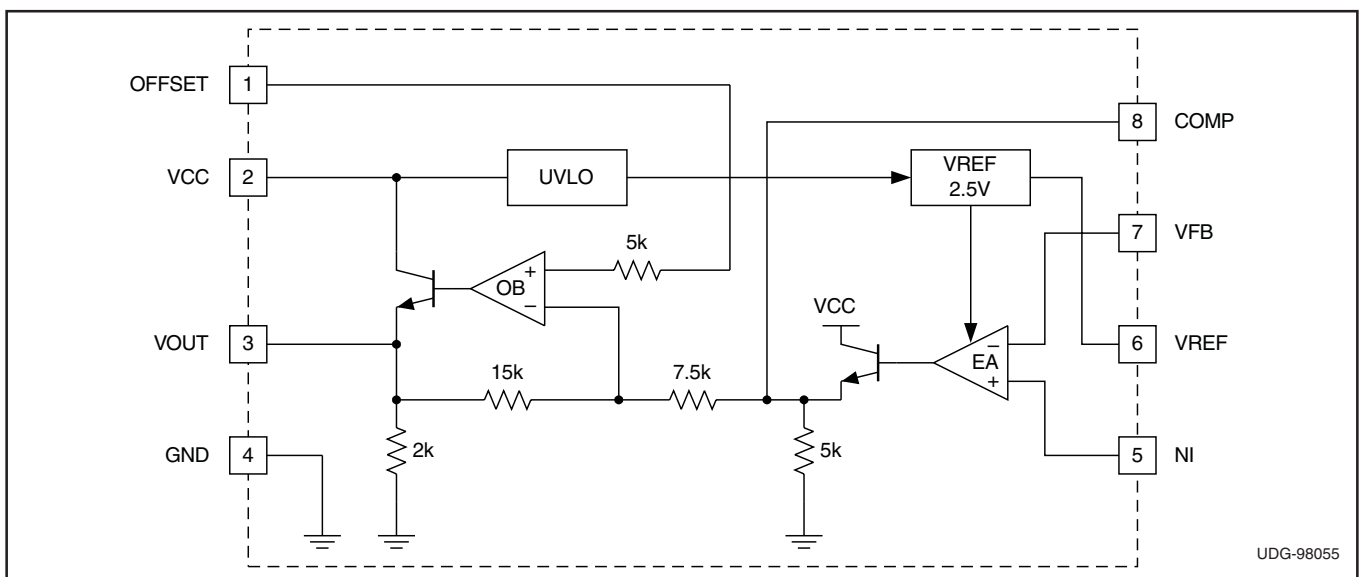 OFFSET 1
8 COMP
VCC 2
UVLO
VREF
2.5V
7 VFB
5k
+
OB
–
VCC
VOUT 3
6 VREF
–
EA
+
15k
7.5k
2k
5k
GND 4
5 NI
UDG-98055